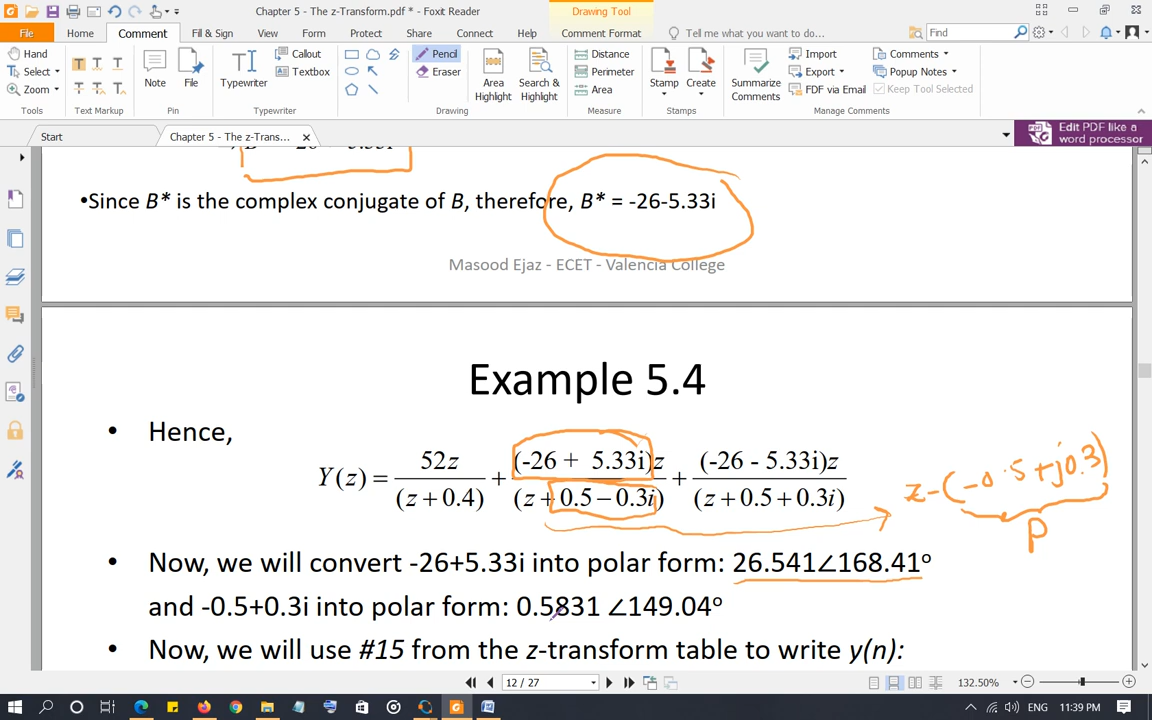 Chapter 5 - The z-Transform.pdf * - Foxit Reader
Drawing Tool
File Home Comment Fill & Sign View Form Protect Share Connect Help Comment Format Tell me what you want to do... Find
Hand
Select
Zoom
Tools
Text Markup
Note
File
Pin
Typewriter
Callout
Textbox
Typewriter
Pencil
Eraser
Drawing
Area Highlight
Search & Highlight
Distance
Perimeter
Area
Measure
Stamp
Create
Stamps
Summarize Comments
Import
Export
FDF via Email
Comments
Popup Notes
Keep Tool Selected
Manage Comments
Start
Chapter 5 - The z-Trans...
Edit PDF like a
word processor
•Since B* is the complex conjugate of B, therefore, B* = -26-5.33i
Masood Ejaz - ECET - Valencia College
Example 5.4
• Hence,
Y(z) = 52z/(z + 0.4) + (-26 + 5.33i)z/(z + 0.5 − 0.3i) + (-26 - 5.33i)z/(z + 0.5 + 0.3i)
z-(-0.5+j0.3)
P
• Now, we will convert -26+5.33i into polar form: 26.541∠168.41º
and -0.5+0.3i into polar form: 0.5831 ∠149.04º
• Now, we will use #15 from the z-transform table to write y(n):
12 / 27
132.50%
ENG 11:39 PM